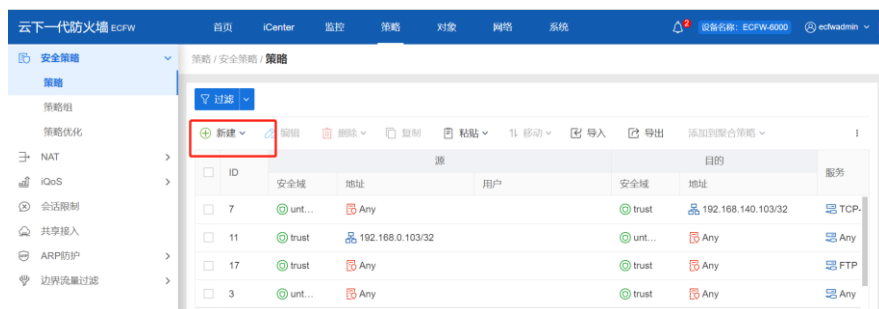 云下一代防火墙 ECFW 首页 iCenter 监控 策略 对象 网络 系统 2 设备名称: ECFW-6000 ecfwadmin
安全策略
策略
策略组
策略优化
NAT
iQoS
会话限制
共享接入
ARP防护
边界流量过滤
策略 / 安全策略 / 策略
过滤
新建 编辑 删除 复制 粘贴 移动 导入 导出 添加到聚合策略
ID 源 目的 服务
安全域 地址 用户 安全域 地址
7 unt... Any trust 192.168.140.103/32 TCP-
11 trust 192.168.0.103/32 unt... Any Any
17 trust Any trust Any FTP
3 unt... Any trust Any Any